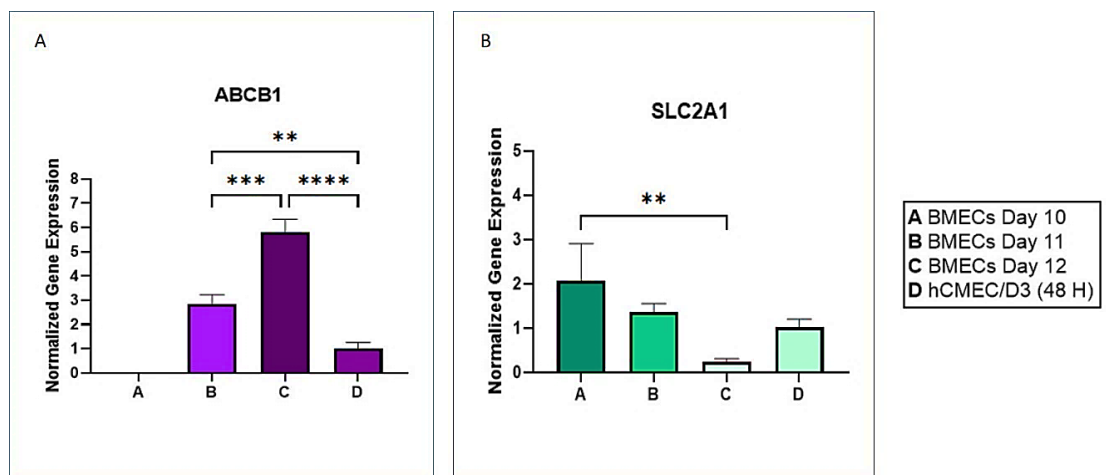 A
ABCB1
**
*** ****
Normalized Gene Expression
8
7
6
5
4
3
2
1
0
A B C D
B
SLC2A1
**
Normalized Gene Expression
5
4
3
2
1
0
A B C D
A BMECs Day 10
B BMECs Day 11
C BMECs Day 12
D hCMEC/D3 (48 H)